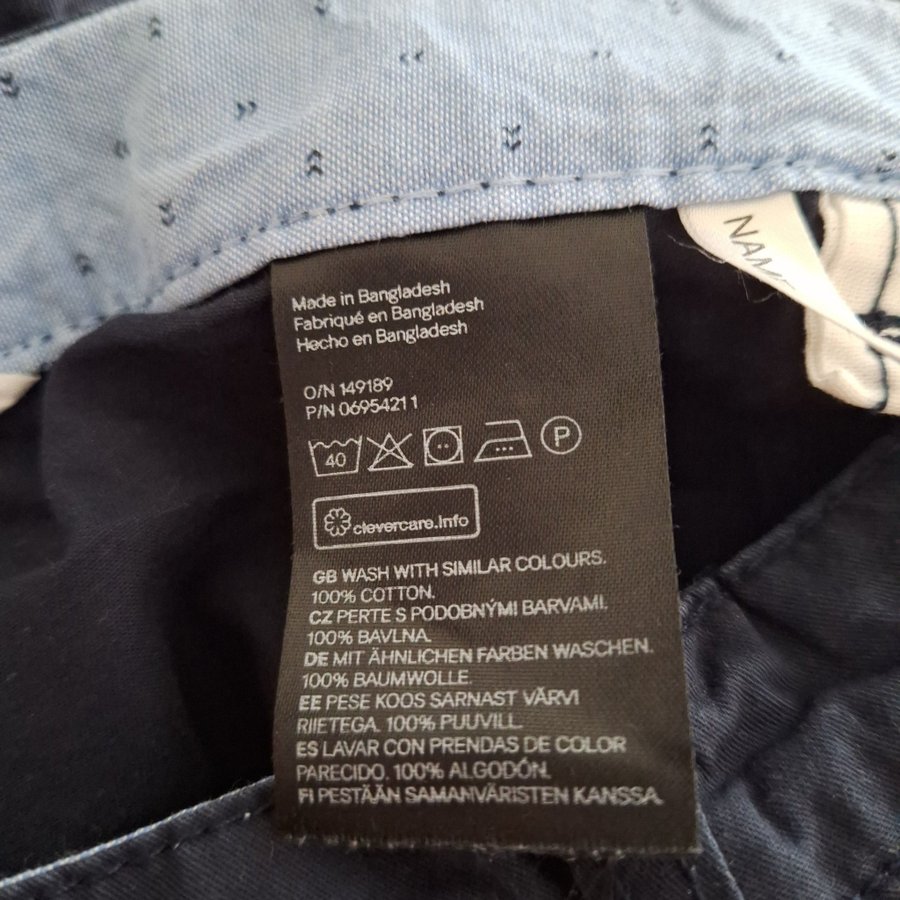 Made in Bangladesh
Fabriqué en Bangladesh
Hecho en Bangladesh
O/N 149189
P/N 06954211
40
P
clevercare.info
GB WASH WITH SIMILAR COLOURS.
100% COTTON.
CZ PERTE S PODOBNÝMI BARVAMI.
100% BAVLNA.
DE MIT ÄHNLICHEN FARBEN WASCHEN.
100% BAUMWOLLE.
EE PESE KOOS SARNAST VÄRVI
RIIETEGA. 100% PUUVILL.
ES LAVAR CON PRENDAS DE COLOR
PARECIDO. 100% ALGODÓN.
FI PESTÄÄN SAMANVÄRISTEN KANSSA.